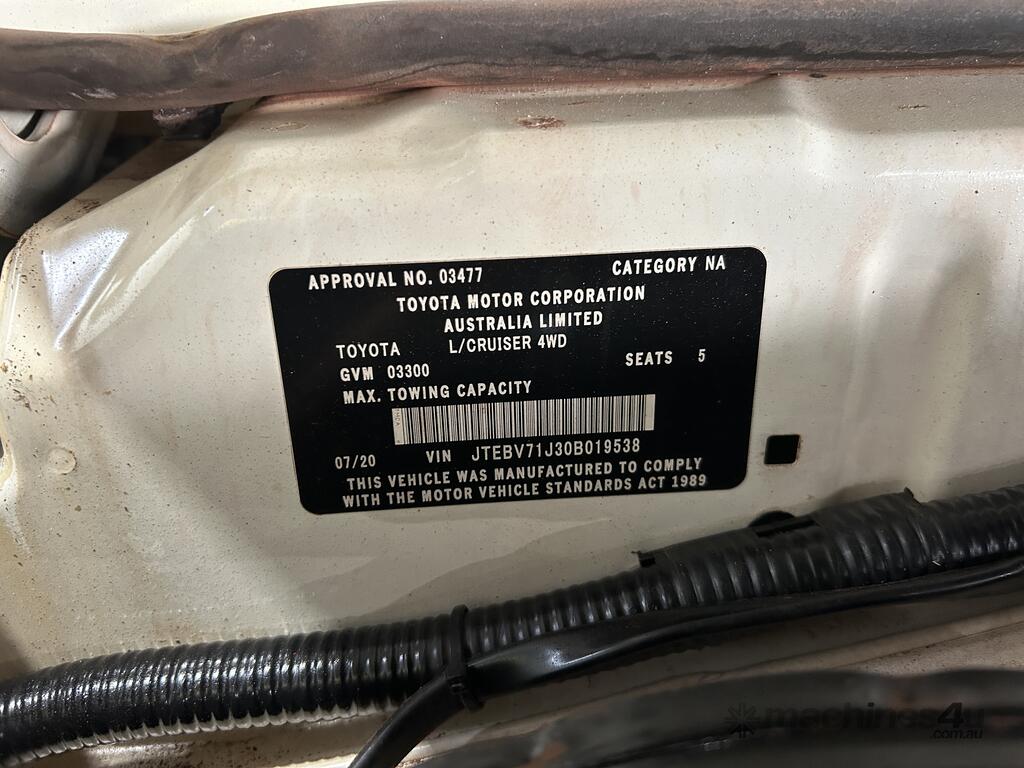 APPROVAL NO. 03477 CATEGORY NA
TOYOTA MOTOR CORPORATION
AUSTRALIA LIMITED
TOYOTA L/CRUISER 4WD
GVM 03300 SEATS 5
MAX. TOWING CAPACITY
07/20 VIN JTEBV71J30B019538
THIS VEHICLE WAS MANUFACTURED TO COMPLY
WITH THE MOTOR VEHICLE STANDARDS ACT 1989
machines4u
.com.au